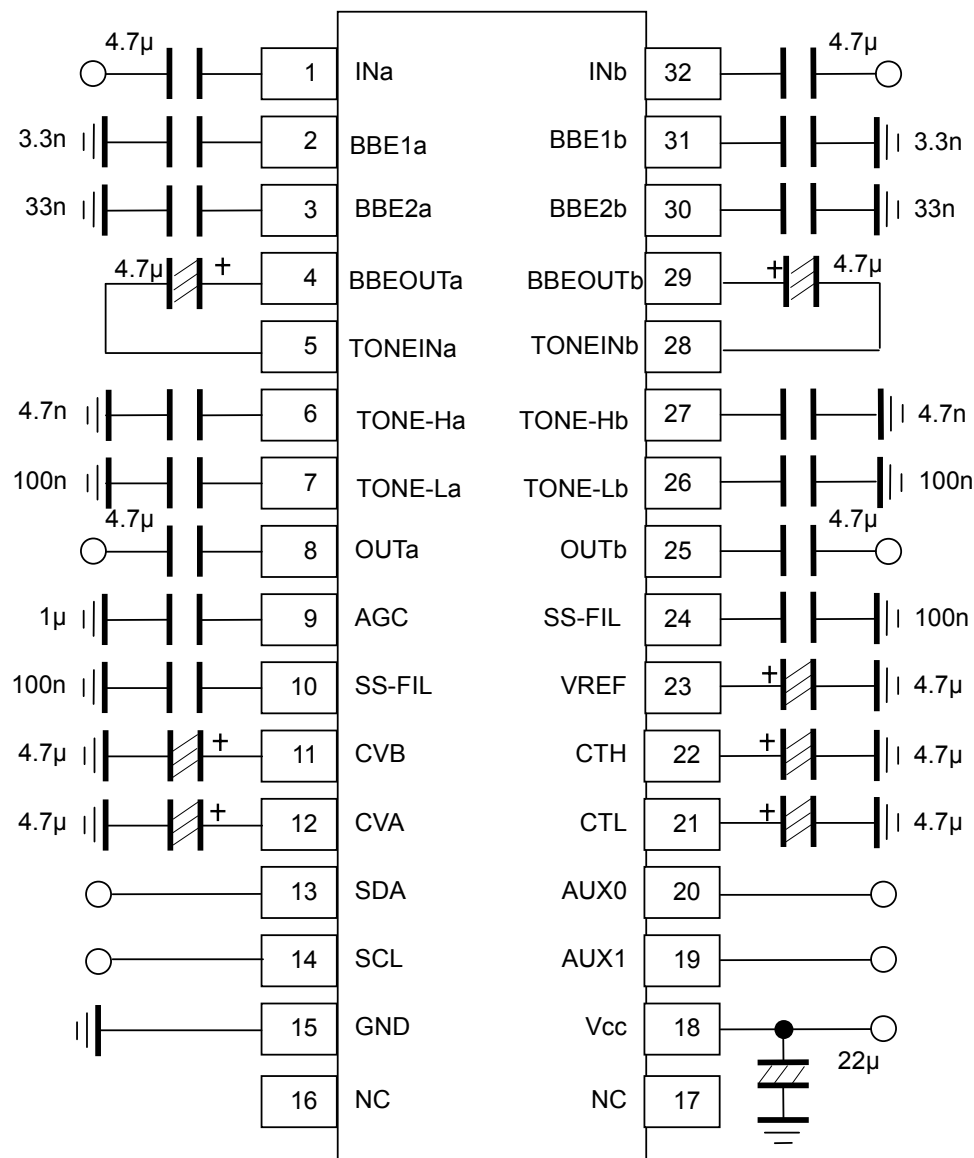 4.7µ 1 INa INb 32 4.7µ
3.3n 2 BBE1a BBE1b 31 3.3n
33n 3 BBE2a BBE2b 30 33n
4.7µ + 4 BBEOUTa BBEOUTb 29 + 4.7µ
5 TONEINa TONEINb 28
4.7n 6 TONE-Ha TONE-Hb 27 4.7n
100n 7 TONE-La TONE-Lb 26 100n
4.7µ 8 OUTa OUTb 25 4.7µ
1µ 9 AGC SS-FIL 24 100n
100n 10 SS-FIL VREF 23 + 4.7µ
4.7µ + 11 CVB CTH 22 + 4.7µ
4.7µ + 12 CVA CTL 21 + 4.7µ
13 SDA AUX0 20
14 SCL AUX1 19
15 GND Vcc 18 22µ
16 NC NC 17